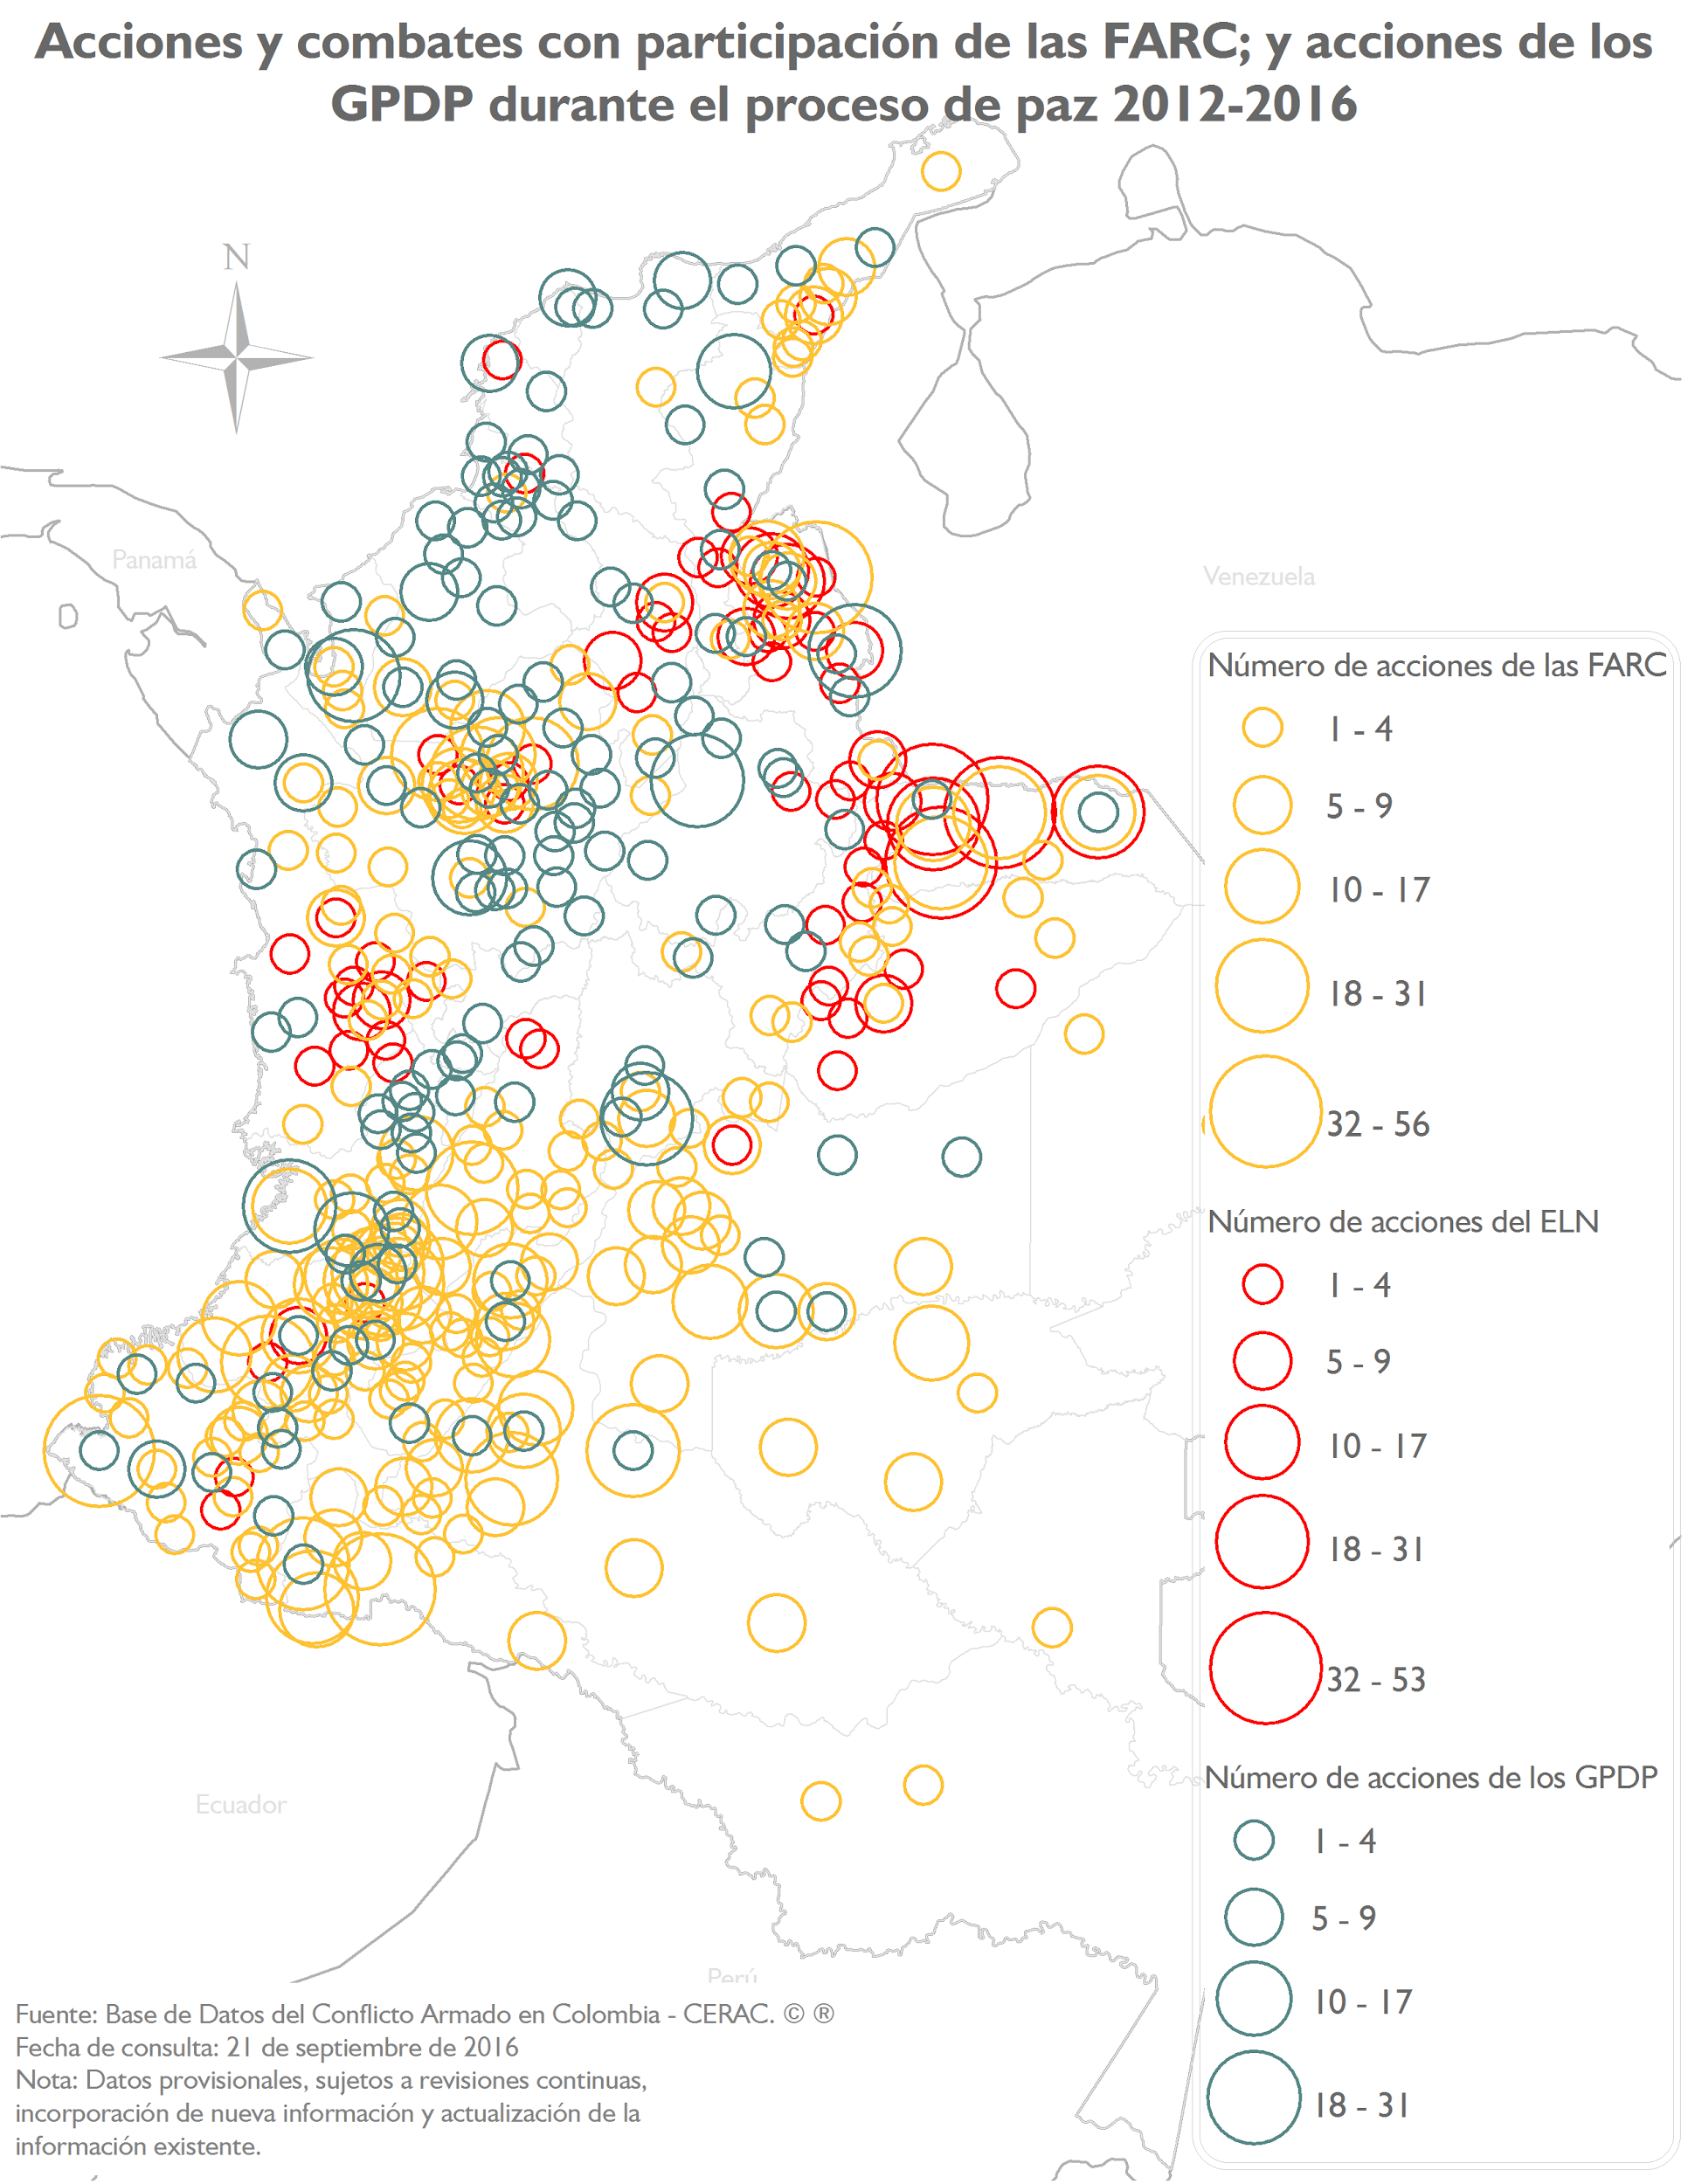 Acciones y combates con participación de las FARC; y acciones de los
GPDP durante el proceso de paz 2012-2016
N
Panamá
Venezuela
Número de acciones de las FARC
1 - 4
5 - 9
10 - 17
18 - 31
32 - 56
Número de acciones del ELN
1 - 4
5 - 9
10 - 17
18 - 31
32 - 53
Número de acciones de los GPDP
1 - 4
5 - 9
10 - 17
18 - 31
Ecuador
Perú
Fuente: Base de Datos del Conflicto Armado en Colombia - CERAC. © ®
Fecha de consulta: 21 de septiembre de 2016
Nota: Datos provisionales, sujetos a revisiones continuas,
incorporación de nueva información y actualización de la
información existente.